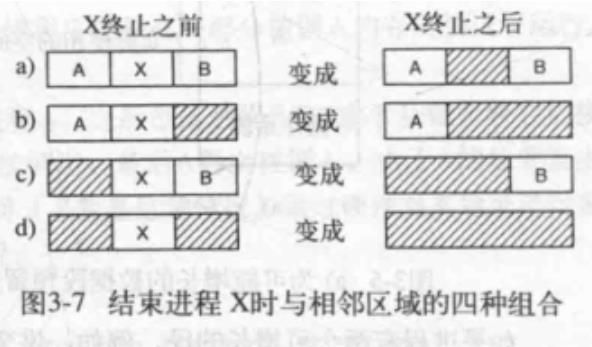 X终止之前 X终止之后
a) A X B 变成 A B
b) A X 变成 A
c) X B 变成 B
d) X 变成
图3-7 结束进程 X时与相邻区域的四种组合